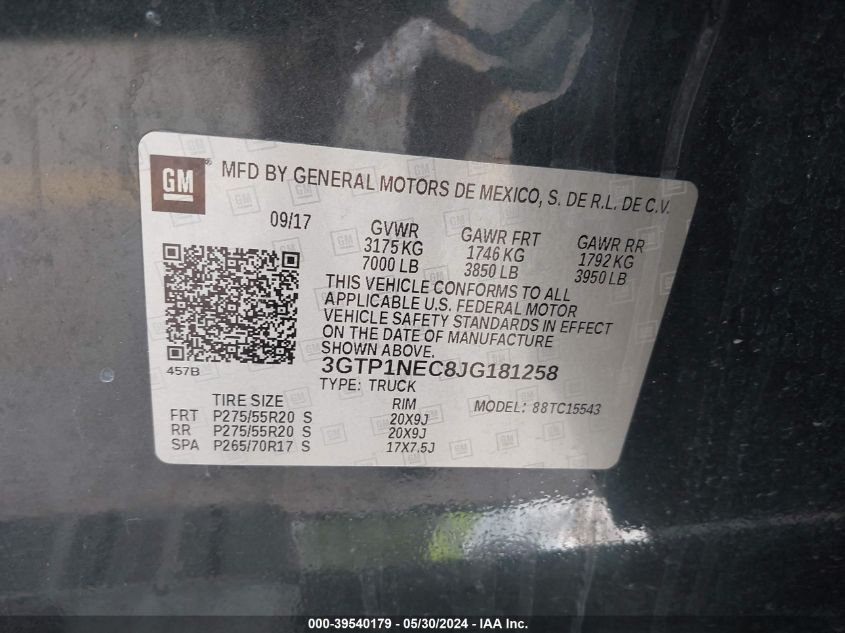 GM
MFD BY GENERAL MOTORS DE MEXICO, S. DE R.L. DE C.V.
09/17
GVWR GAWR FRT GAWR RR
3175 KG 1746 KG 1792 KG
7000 LB 3850 LB 3950 LB
THIS VEHICLE CONFORMS TO ALL
APPLICABLE U.S. FEDERAL MOTOR
VEHICLE SAFETY STANDARDS IN EFFECT
ON THE DATE OF MANUFACTURE
SHOWN ABOVE.
457B
3GTP1NEC8JG181258
TYPE: TRUCK
MODEL: 88TC15543
TIRE SIZE RIM
FRT P275/55R20 S 20X9J
RR P275/55R20 S 20X9J
SPA P265/70R17 S 17X7.5J
000-39540179 — 05/30/2024 — IAA Inc.